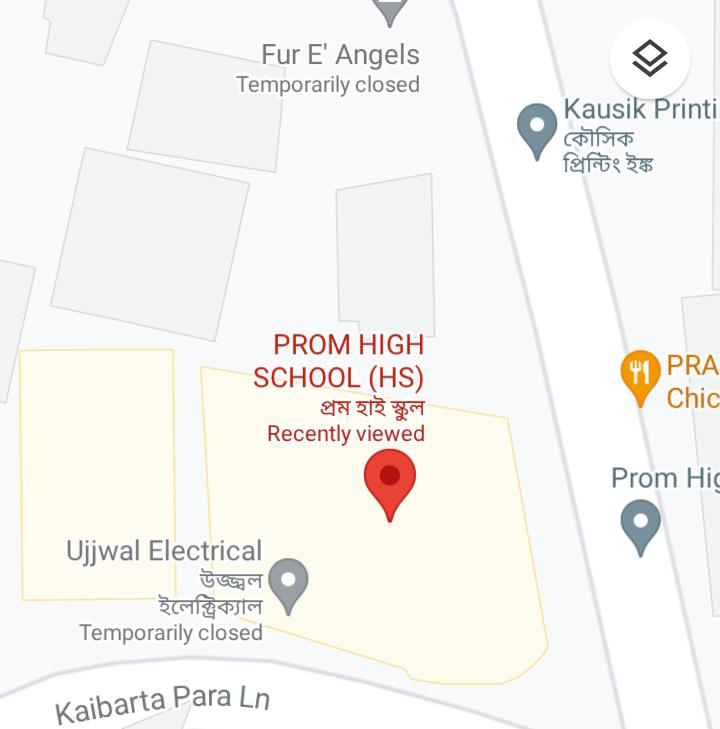 Fur E' Angels
Temporarily closed
Kausik Printi
কৌসিক
প্রিন্টিং ইঙ্ক
PROM HIGH
SCHOOL (HS)
প্রম হাই স্কুল
Recently viewed
PRA
Chic
Prom Hig
Ujjwal Electrical
উজ্জ্বল
ইলেক্ট্রিক্যাল
Temporarily closed
Kaibarta Para Ln